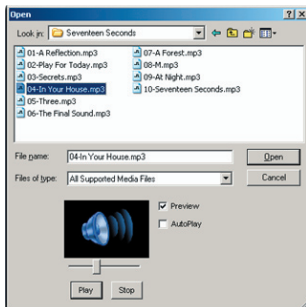 Open
Look in: Seventeen Seconds
01-A Reflection.mp3
02-Play For Today.mp3
03-Secrets.mp3
04-In Your House.mp3
05-Three.mp3
06-The Final Sound.mp3
07-A Forest.mp3
08-M.mp3
09-At Night.mp3
10-Seventeen Seconds.mp3
File name: 04-In Your House.mp3 Open
Files of type: All Supported Media Files Cancel
Preview
AutoPlay
Play Stop